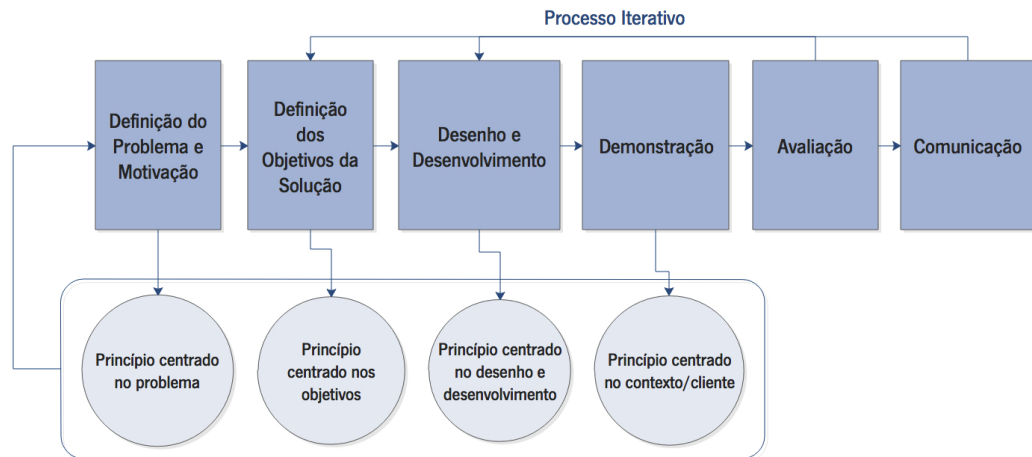 Processo Iterativo
Definição do
Problema e
Motivação
Definição
dos
Objetivos da
Solução
Desenho e
Desenvolvimento
Demonstração
Avaliação
Comunicação
Princípio centrado
no problema
Princípio
centrado nos
objetivos
Princípio centrado
no desenho e
desenvolvimento
Princípio centrado
no contexto/cliente